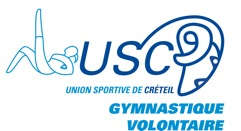 USC
UNION SPORTIVE DE CRÉTEIL
GYMNASTIQUE
VOLONTAIRE